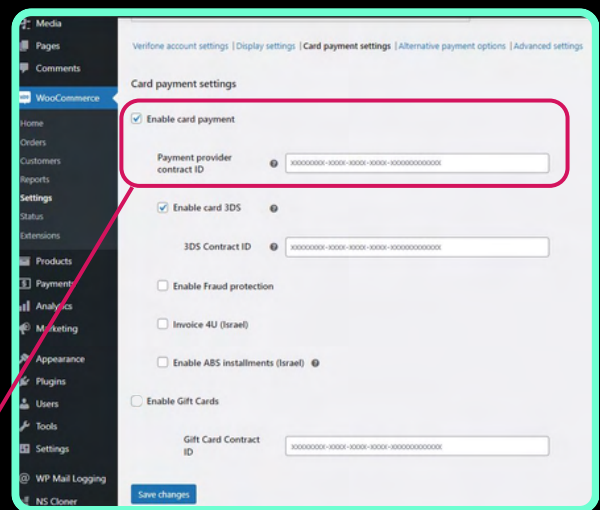 Media
Pages
Comments
WooCommerce
Home
Orders
Customers
Reports
Settings
Status
Extensions
Products
Payments
Analytics
Marketing
Appearance
Plugins
Users
Tools
Settings
WP Mail Logging
NS Cloner
Verifone account settings | Display settings | Card payment settings | Alternative payment options | Advanced settings
Card payment settings
Enable card payment
Payment provider
contract ID
xxxxxxxx-xxxx-xxxx-xxxx-xxxxxxxxxxxx
Enable card 3DS
3DS Contract ID
xxxxxxxx-xxxx-xxxx-xxxx-xxxxxxxxxxxx
Enable Fraud protection
Invoice 4U (Israel)
Enable ABS installments (Israel)
Enable Gift Cards
Gift Card Contract
ID
xxxxxxxx-xxxx-xxxx-xxxx-xxxxxxxxxxxx
Save changes